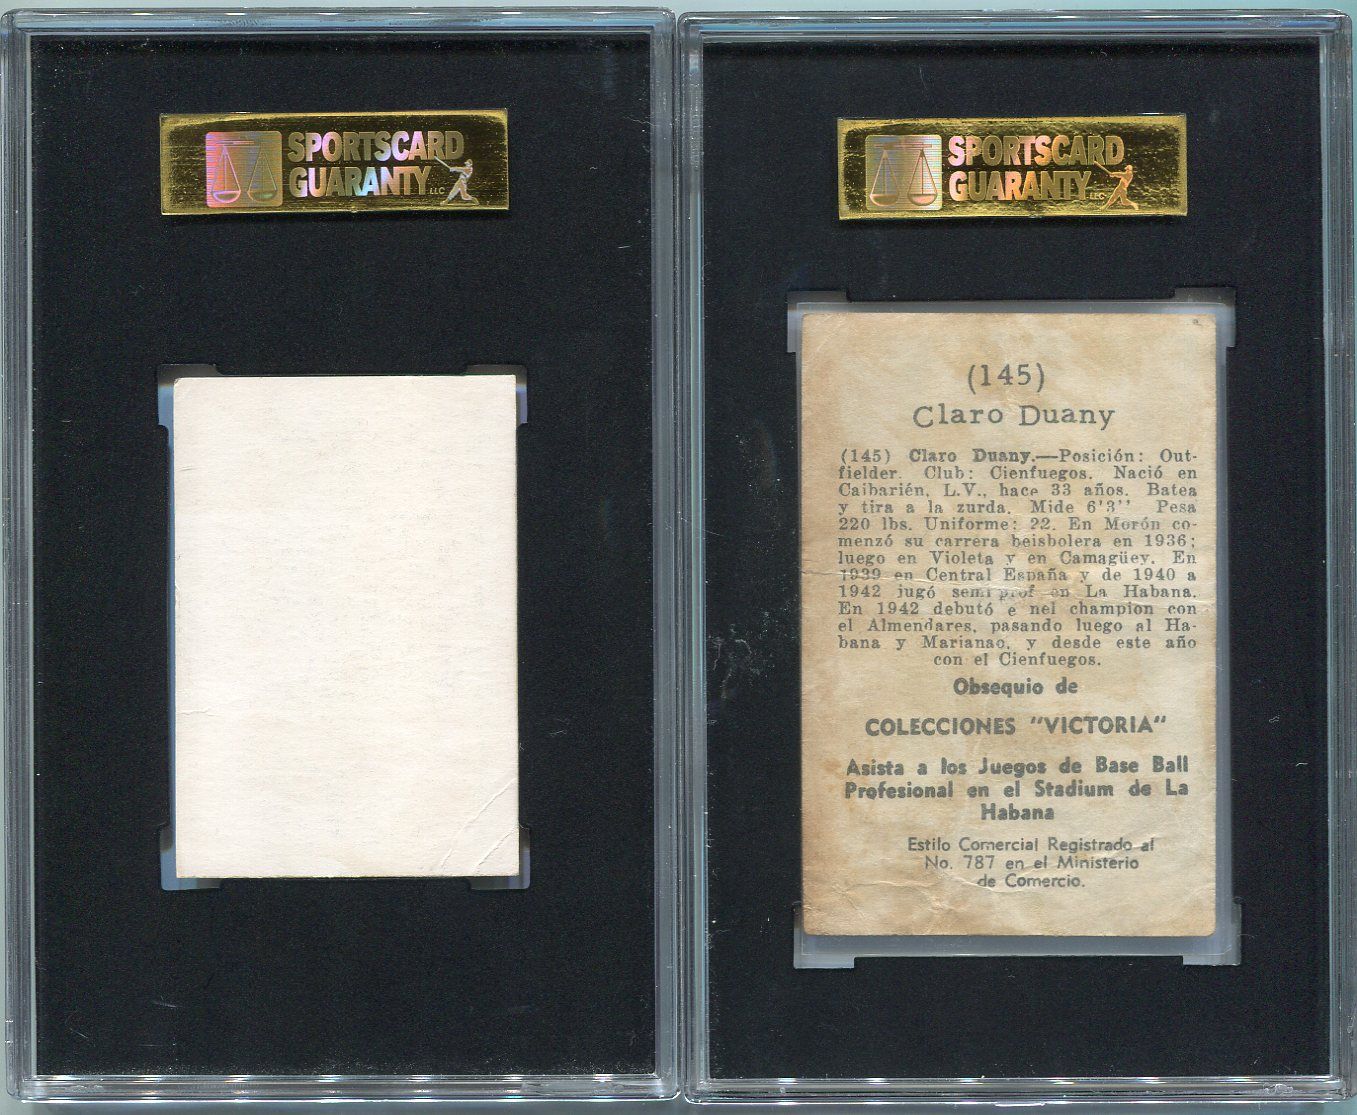 SPORTSCARD
GUARANTY LLC
SPORTSCARD
GUARANTY LLC
(145)
Claro Duany
(145) Claro Duany.—Posición: Out-
fielder. Club: Cienfuegos. Nació en
Caibarién, L.V., hace 33 años. Batea
y tira a la zurda. Mide 6'3'' Pesa
220 lbs. Uniforme: 22. En Morón co-
menzó su carrera beisbolera en 1936;
luego en Violeta y en Camagüey. En
1939 en Central España y de 1940 a
1942 jugó semi prof en La Habana.
En 1942 debutó e nel champion con
el Almendares, pasando luego al Ha-
bana y Marianao, y desde este año
con el Cienfuegos.
Obsequio de
COLECCIONES "VICTORIA"
Asista a los Juegos de Base Ball
Profesional en el Stadium de La
Habana
Estilo Comercial Registrado al
No. 787 en el Ministerio
de Comercio.